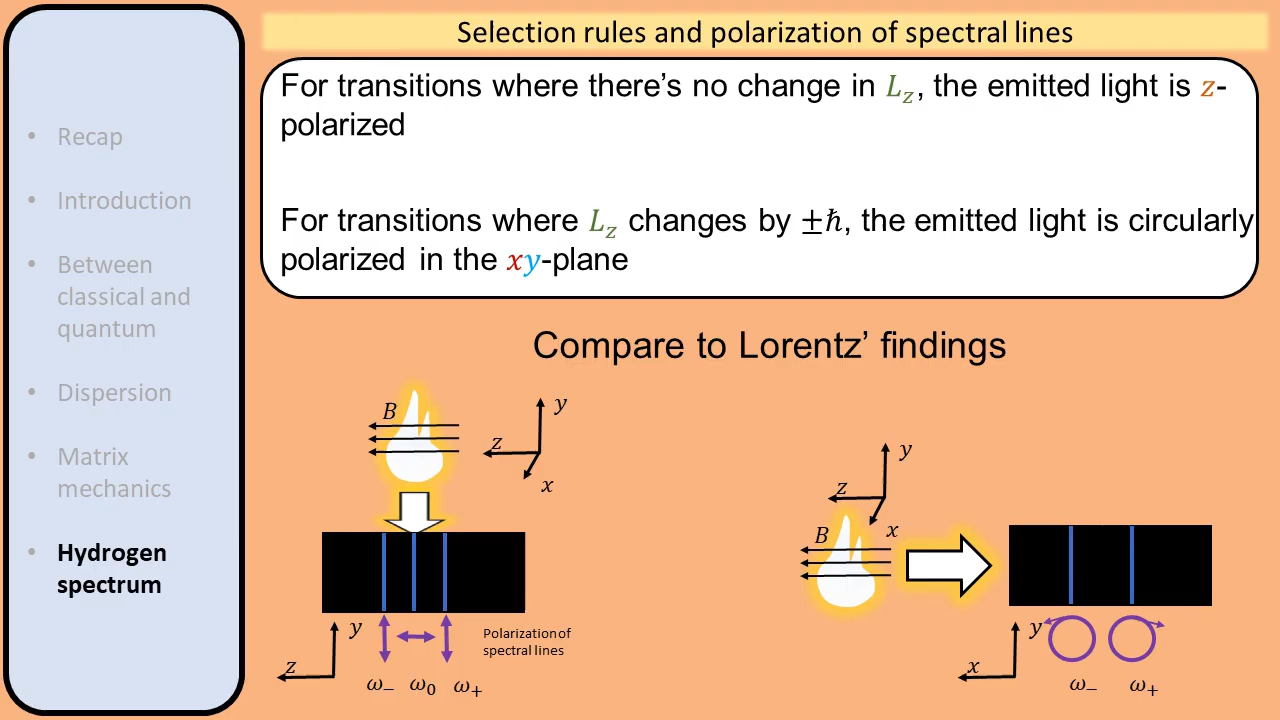 Selection rules and polarization of spectral lines
• Recap
• Introduction
• Between
classical and
quantum
• Dispersion
• Matrix
mechanics
• Hydrogen
spectrum
For transitions where there’s no change in L_z, the emitted light is z-
polarized
For transitions where L_z changes by ±ℏ, the emitted light is circularly
polarized in the xy-plane
Compare to Lorentz’ findings
B
y
z
x
y
z
Polarization of
spectral lines
ω₋ ω₀ ω₊
y
z
x
B
y
x
ω₋ ω₊